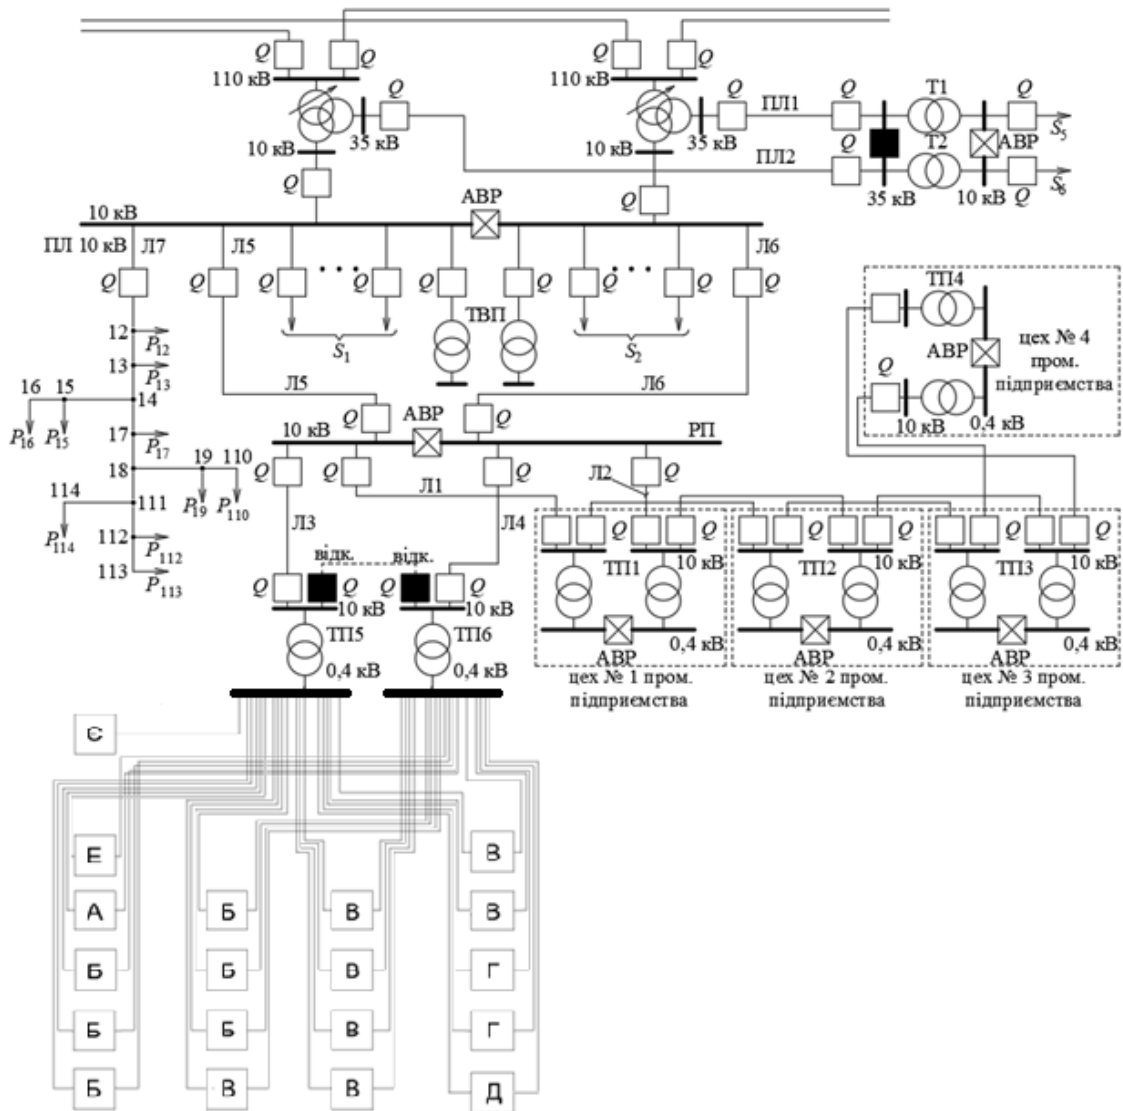 Q Q Q Q
110 кВ Q 110 кВ Q Q Т1 Q
ПЛ1
S5
10 кВ 35 кВ 10 кВ 35 кВ Q Т2 АВР
ПЛ2
S6
Q Q 35 кВ 10 кВ Q
АВР
10 кВ
ПЛ 10 кВ Л7 Л5 Л6
Q Q Q Q Q Q Q Q Q
ТП4
12 P12 ТВП Q цех № 4
S1 S2 АВР пром.
13 P13 підприємства
16 15 14 Л5 Л6 Q
P16 P15 АВР 10 кВ 0,4 кВ
17 P17 Q Q
10 кВ РП
18 19 110 Q Q Q Л2 Q
114 111 P19 P110 Л1
P114 Л3 Л4 Q Q Q
112 P112 відк. відк. 10 кВ 10 кВ 10 кВ
113 P113 ТП1 ТП2 ТП3
Q Q Q Q
10 кВ 10 кВ
ТП5 ТП6 0,4 кВ 0,4 кВ 0,4 кВ
0,4 кВ 0,4 кВ АВР АВР АВР
цех № 1 пром. цех № 2 пром. цех № 3 пром.
підприємства підприємства підприємства
Є
Е В
А Б В В
Б Б В Г
Б Б В Г
Б В В Д